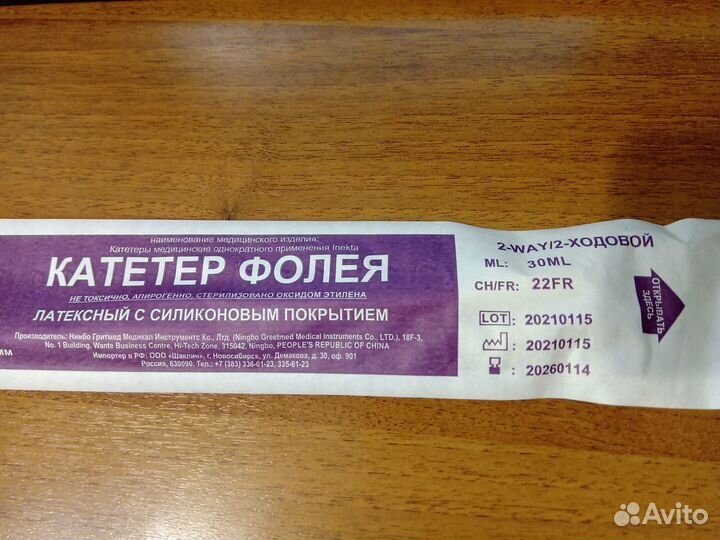 наименование медицинского изделия:
Катетеры медицинские однократного применения Inekta
КАТЕТЕР ФОЛЕЯ
НЕ ТОКСИЧНО, АПИРОГЕННО, СТЕРИЛИЗОВАНО ОКСИДОМ ЭТИЛЕНА
ЛАТЕКСНЫЙ С СИЛИКОНОВЫМ ПОКРЫТИЕМ
Производитель: Нинбо Гритмед Медикал Инструментс Ко., Лтд. (Ningbo Greetmed Medical Instruments Co., LTD.), 18F-3,
No. 1 Building, Wante Business Centre, Hi-Tech Zone, 315042, Ningbo, PEOPLE'S REPUBLIC OF CHINA
Импортер в РФ: ООО «Шаклин», г. Новосибирск, ул. Демакова, д. 30, оф. 901
Россия, 630090. Тел.: +7 (383) 336-01-23, 335-61-23
ММ
2-WAY/2-ХОДОВОЙ
ML: 30ML
CH/FR: 22FR
LOT: 20210115
: 20210115
: 20260114
ОТКРЫВАТЬ
ЗДЕСЬ
Avito